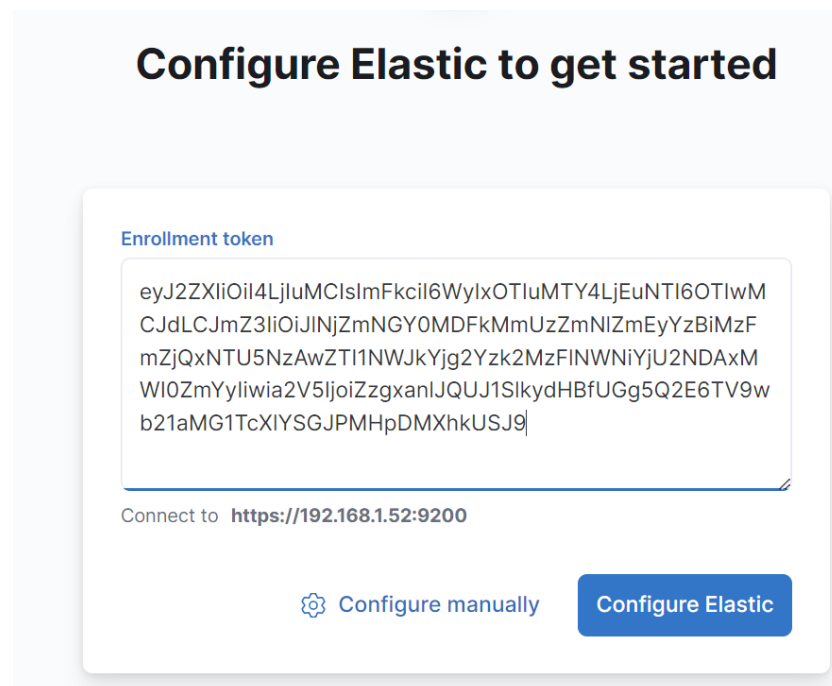 Configure Elastic to get started
Enrollment token
eyJ2ZXIiOiI4LjIuMCIsImFkciI6WyIxOTIuMTY4LjEuNTI6OTIwM
CJdLCJmZ3IiOiJlNjZmNGY0MDFkMmUzZmNlZmEyYzBiMzF
mZjQxNTU5NzAwZTI1NWJkYjg2Yzk2MzFlNWNiYjU2NDAxM
WI0ZmYyIiwia2V5IjoiZzgxanlJQUJ1SlkydHBfUGg5Q2E6TV9w
b21aMG1TcXlYSGJPMHpDMXhkUSJ9
Connect to https://192.168.1.52:9200
Configure manually Configure Elastic